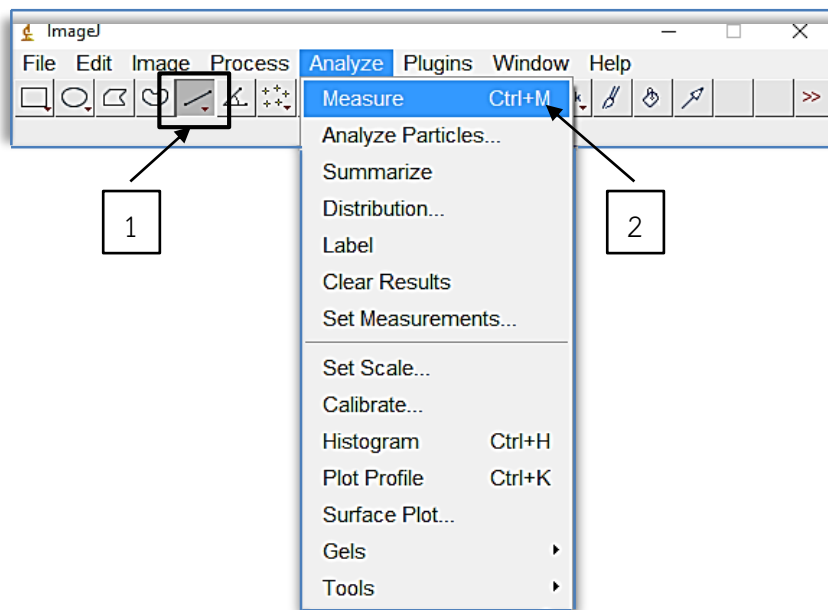 ImageJ
File Edit Image Process Analyze Plugins Window Help
>>
Measure Ctrl+M
Analyze Particles...
Summarize
Distribution...
Label
Clear Results
Set Measurements...
Set Scale...
Calibrate...
Histogram Ctrl+H
Plot Profile Ctrl+K
Surface Plot...
Gels
Tools
1
2